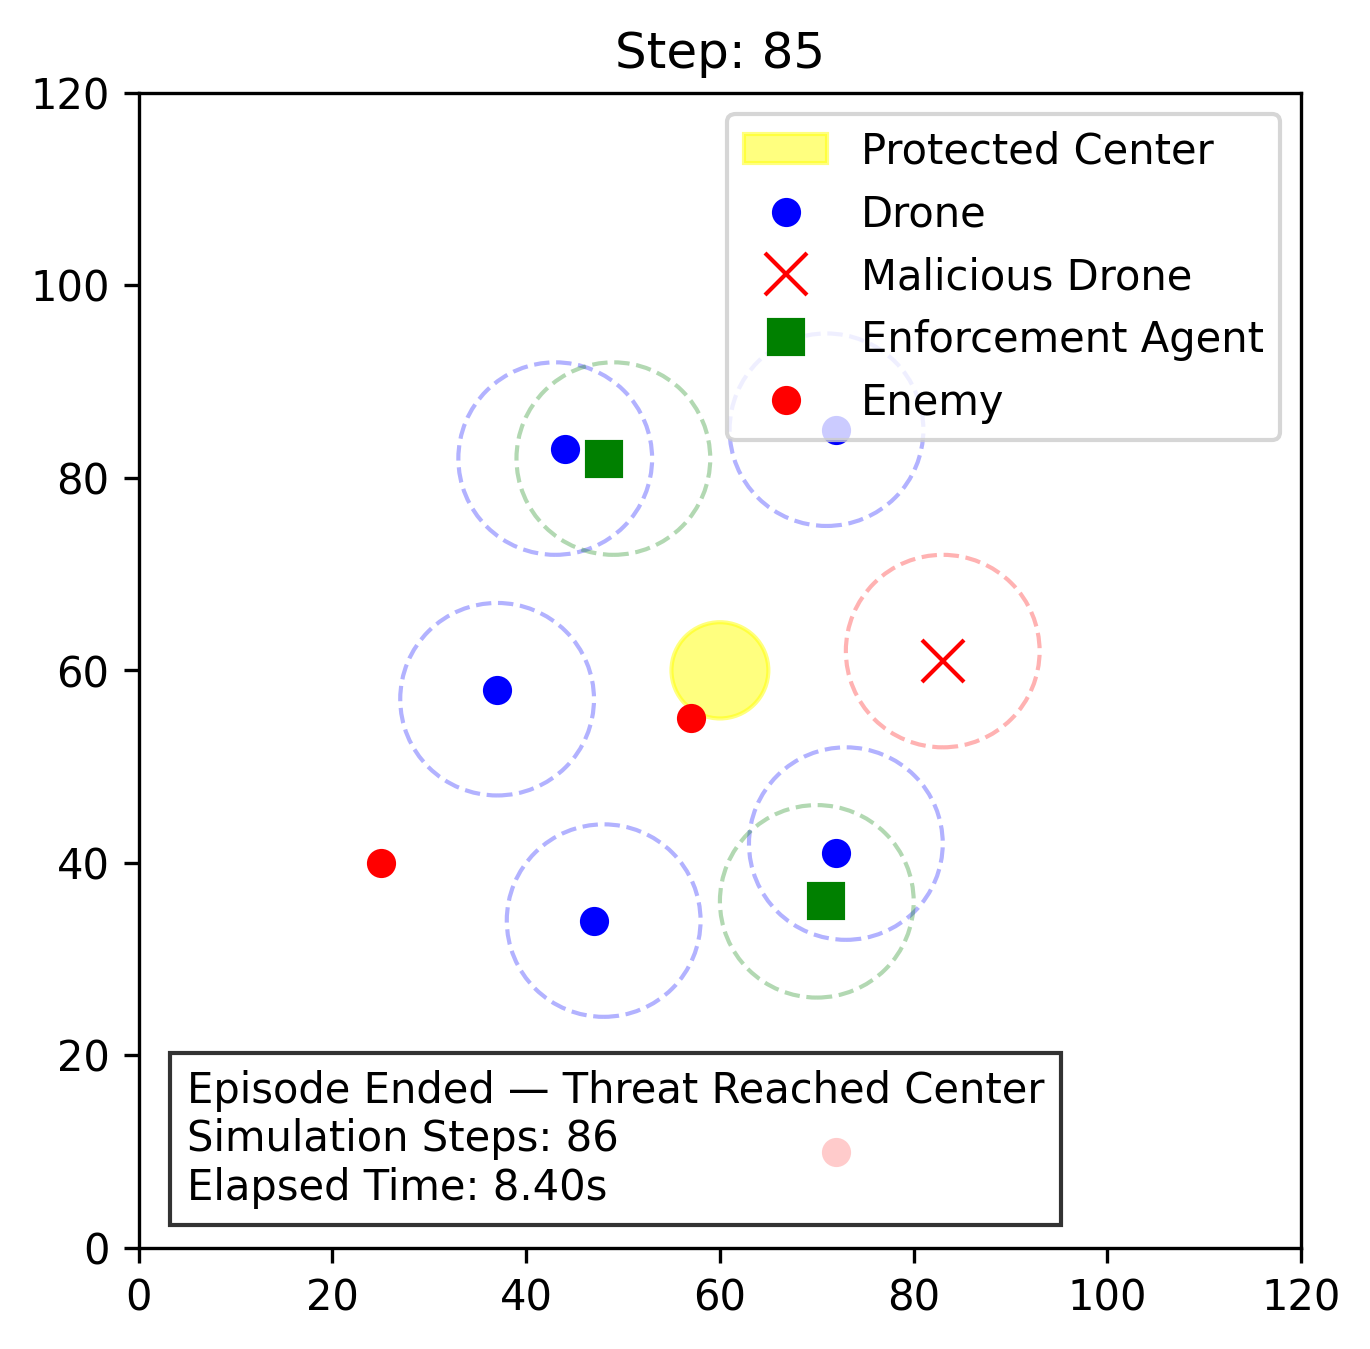 Step: 85
120
100
80
60
40
20
0
0 20 40 60 80 100 120
Protected Center
Drone
Malicious Drone
Enforcement Agent
Enemy
Episode Ended — Threat Reached Center
Simulation Steps: 86
Elapsed Time: 8.40s